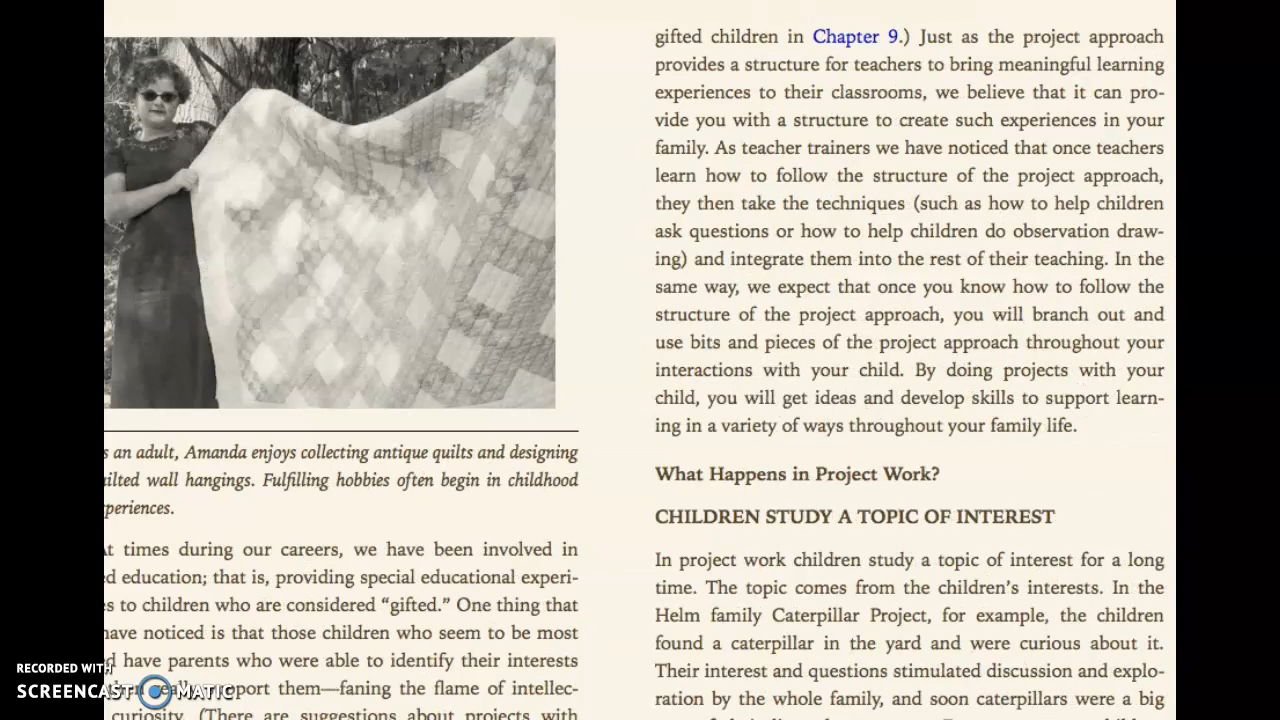 s an adult, Amanda enjoys collecting antique quilts and designing
uilted wall hangings. Fulfilling hobbies often begin in childhood
periences.
At times during our careers, we have been involved in
ed education; that is, providing special educational experi-
es to children who are considered “gifted.” One thing that
have noticed is that those children who seem to be most
d have parents who were able to identify their interests
pport them—faning the flame of intellec-
curiosity. (There are suggestions about projects with
gifted children in Chapter 9.) Just as the project approach
provides a structure for teachers to bring meaningful learning
experiences to their classrooms, we believe that it can pro-
vide you with a structure to create such experiences in your
family. As teacher trainers we have noticed that once teachers
learn how to follow the structure of the project approach,
they then take the techniques (such as how to help children
ask questions or how to help children do observation draw-
ing) and integrate them into the rest of their teaching. In the
same way, we expect that once you know how to follow the
structure of the project approach, you will branch out and
use bits and pieces of the project approach throughout your
interactions with your child. By doing projects with your
child, you will get ideas and develop skills to support learn-
ing in a variety of ways throughout your family life.
What Happens in Project Work?
CHILDREN STUDY A TOPIC OF INTEREST
In project work children study a topic of interest for a long
time. The topic comes from the children’s interests. In the
Helm family Caterpillar Project, for example, the children
found a caterpillar in the yard and were curious about it.
Their interest and questions stimulated discussion and explo-
ration by the whole family, and soon caterpillars were a big
RECORDED WITH
SCREENCAST MATIC